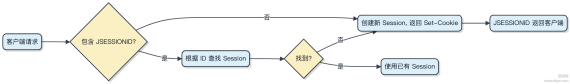 客户端请求
包含 JSESSIONID?
否
是
根据 ID 查找 Session
找到?
否
是
创建新 Session, 返回 Set-Cookie
使用已有 Session
JSESSIONID 返回客户端